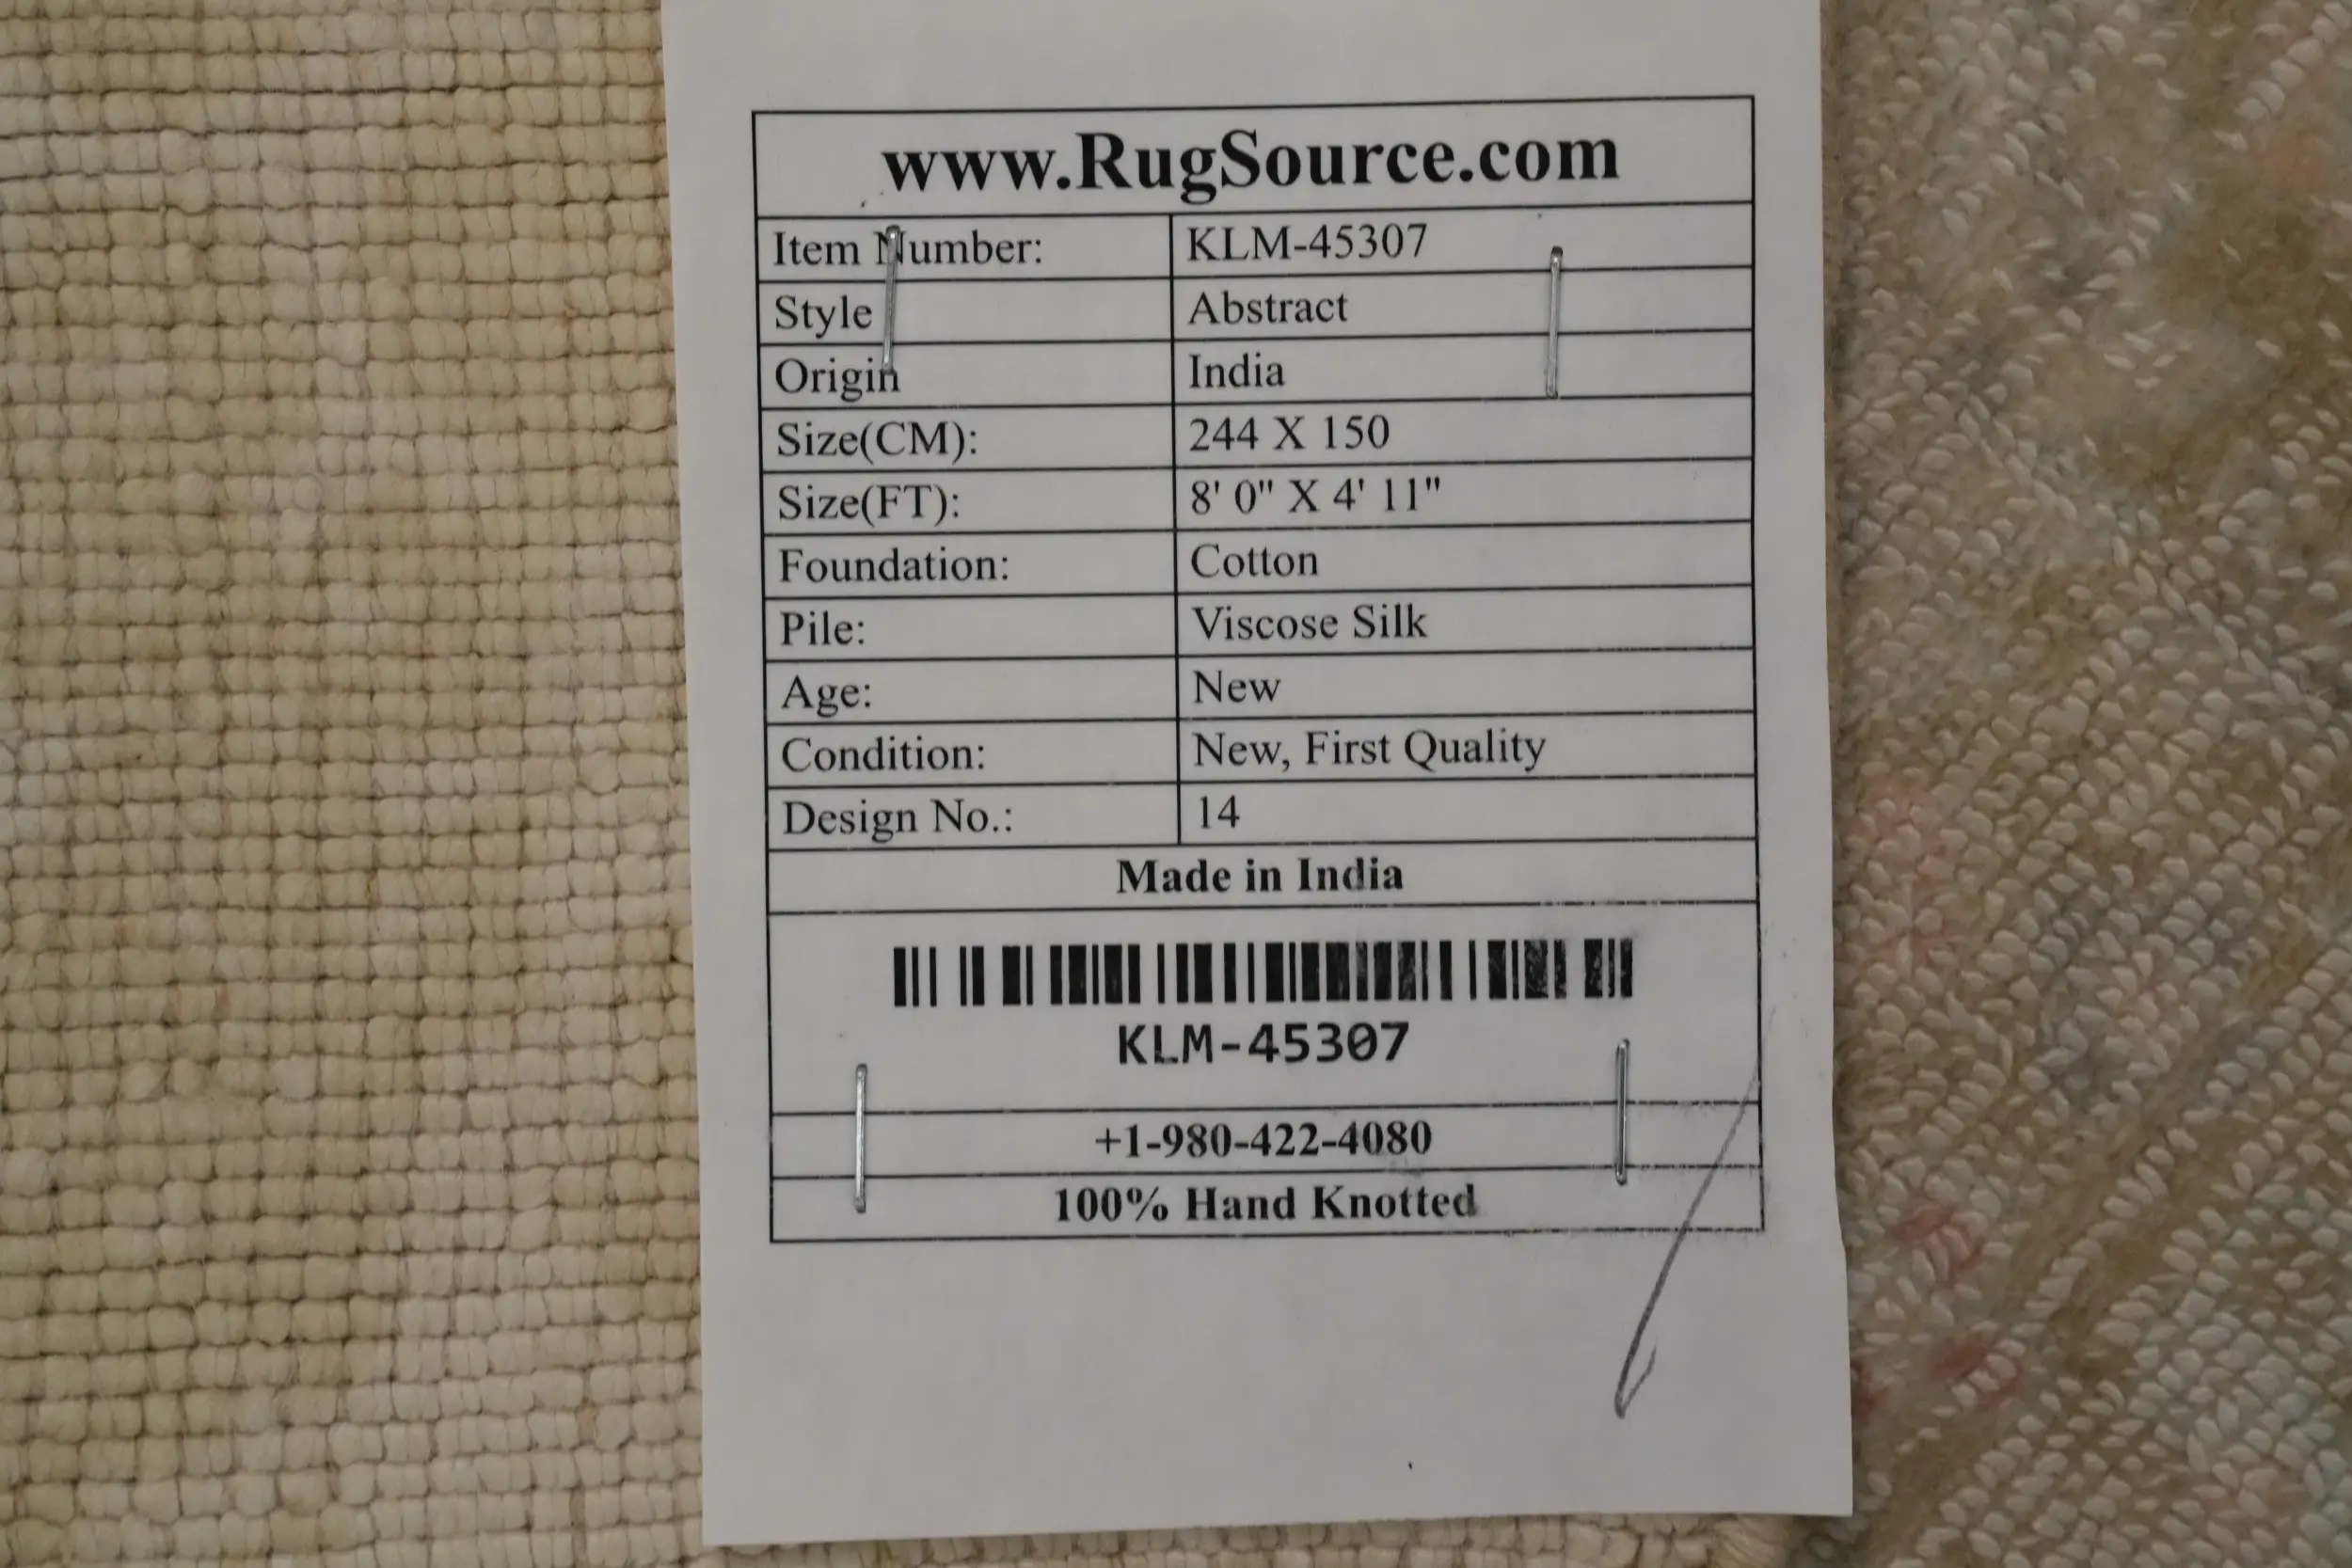 www.RugSource.com
Item Number: KLM-45307
Style Abstract
Origin India
Size(CM): 244 X 150
Size(FT): 8' 0" X 4' 11"
Foundation: Cotton
Pile: Viscose Silk
Age: New
Condition: New, First Quality
Design No.: 14
Made in India
KLM-45307
+1-980-422-4080
100% Hand Knotted